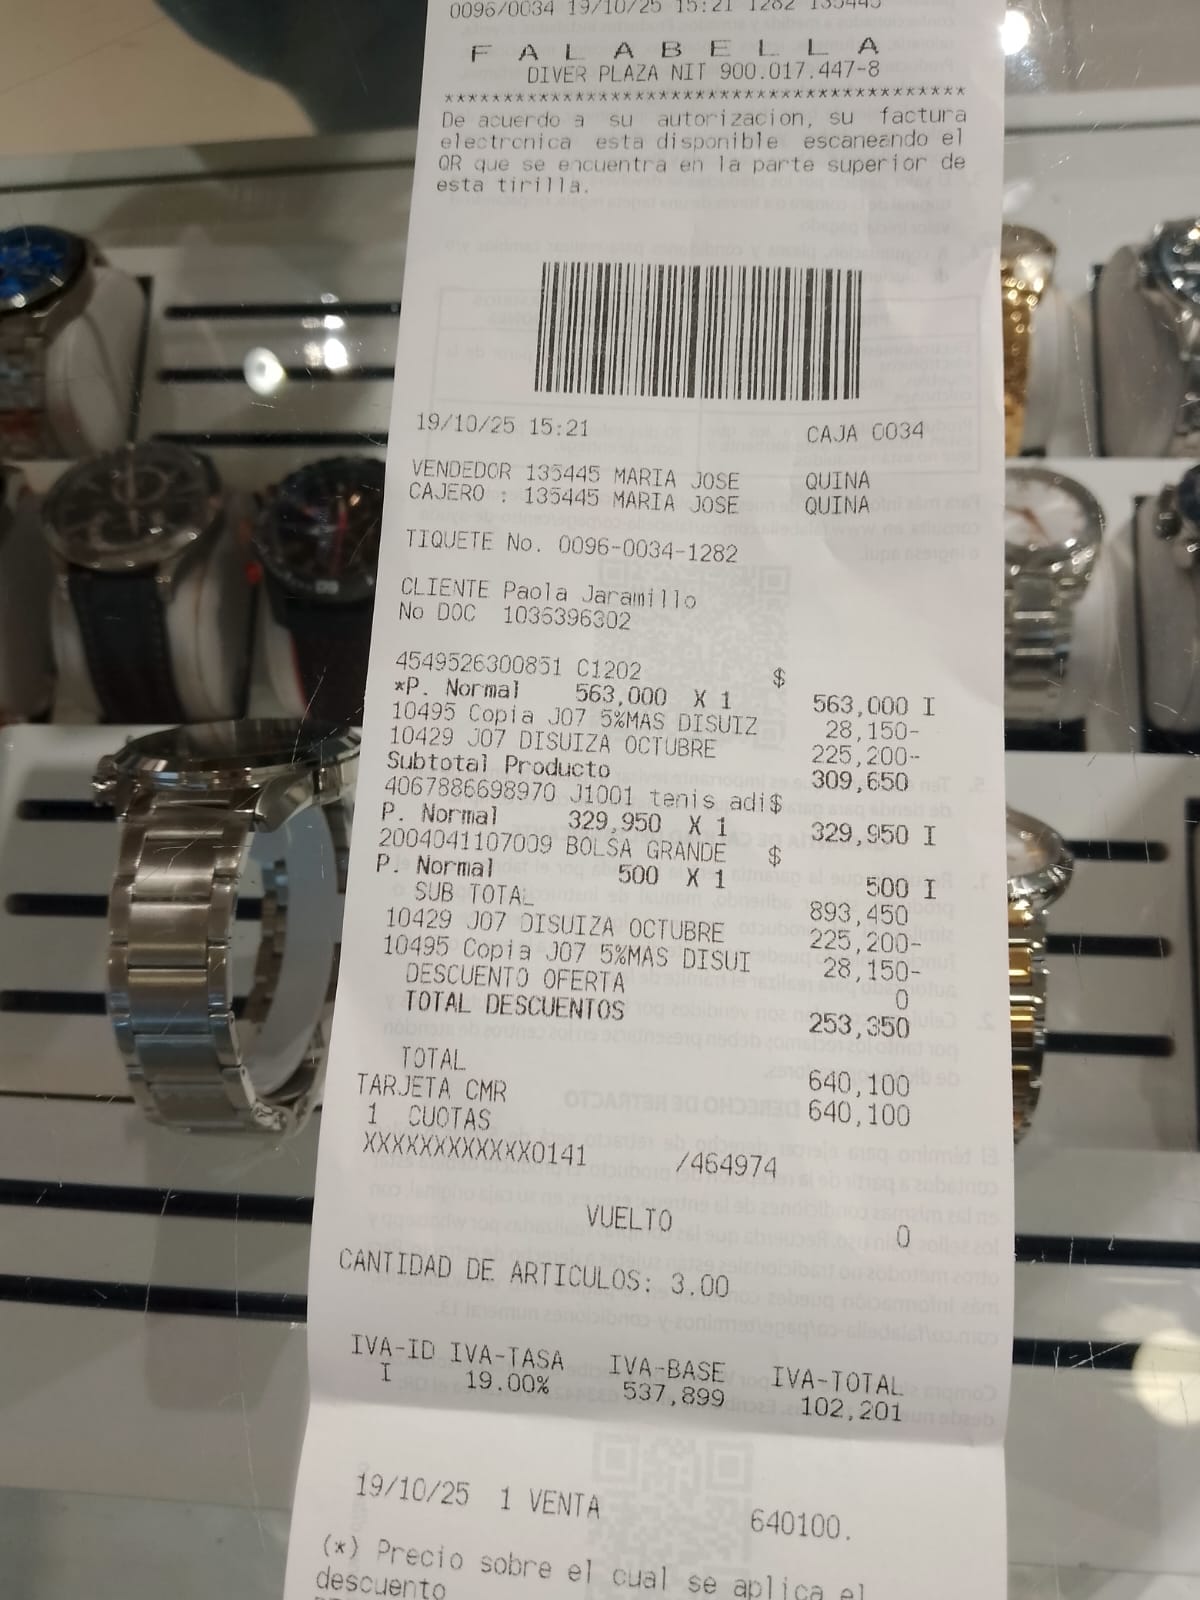 0096/0034 19/10/25 15:21 1282 135445
F A L A B E L L A
DIVER PLAZA NIT 900.017.447-8
******************************************
De acuerdo a su autorizacion, su factura
electrcnica esta disponible escaneando el
QR que se encuentra en la parte superior de
esta tirilla.
19/10/25 15:21 CAJA 0034
VENDEDOR 135445 MARIA JOSE QUINA
CAJERO : 135445 MARIA JOSE QUINA
TIQUETE No. 0096-0034-1282
CLIENTE Paola Jaramillo
No DOC 1035396302
4549526300851 C1202 $
*P. Normal 563,000 X 1 563,000 I
10495 Copia J07 5%MAS DISUIZ 28,150-
10429 J07 DISUIZA OCTUBRE 225,200-
Subtotal Producto 309,650
4067886698970 J1001 tenis adi$
P. Normal 329,950 X 1 329,950 I
2004041107009 BOLSA GRANDE $
P. Normal 500 X 1 500 I
SUB TOTAL 893,450
10429 J07 DISUIZA OCTUBRE 225,200-
10495 Copia J07 5%MAS DISUI 28,150-
DESCUENTO OFERTA 0
TOTAL DESCUENTOS 253,350
TOTAL 640,100
TARJETA CMR 640,100
1 CUOTAS
XXXXXXXXXXXX0141 /464974
VUELTO 0
CANTIDAD DE ARTICULOS: 3.00
IVA-ID IVA-TASA IVA-BASE IVA-TOTAL
I 19.00% 537,899 102,201
19/10/25 1 VENTA 640100.
(*) Precio sobre el cual se aplica el
descuento